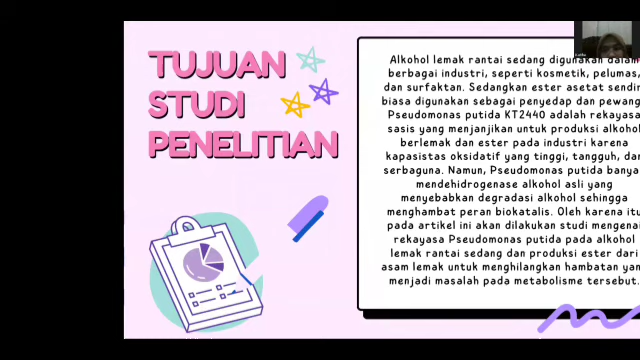 TUJUAN
STUDI
PENELITIAN
Alkohol lemak rantai sedang digunakan dalam
berbagai industri, seperti kosmetik, pelumas,
dan surfaktan. Sedangkan ester asetat sendir
biasa digunakan sebagai penyedap dan pewang
Pseudomonas putida KT2440 adalah rekayasa
sasis yang menjanjikan untuk produksi alkohol
berlemak dan ester pada industri karena
kapasistas oksidatif yang tinggi, tangguh, dan
serbaguna. Namun, Pseudomonas putida banya
mendehidrogenase alkohol asli yang
menyebabkan degradasi alkohol sehingga
menghambat peran biokatalis. Oleh karena itu
pada artikel ini akan dilakukan studi mengenai
rekayasa Pseudomonas putida pada alkohol
lemak rantai sedang dan produksi ester dari
asam lemak untuk menghilangkan hambatan yan
menjadi masalah pada metabolisme tersebut.